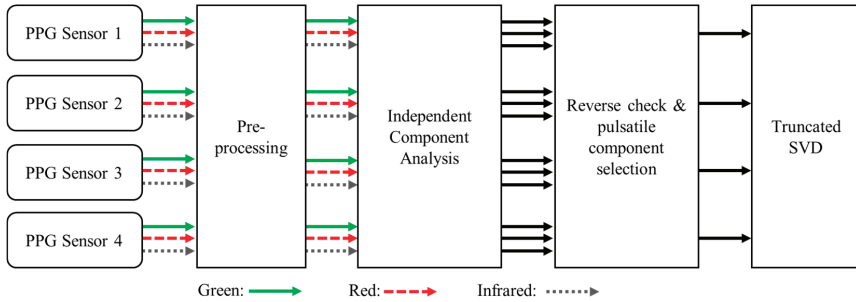 PPG Sensor 1
PPG Sensor 2
PPG Sensor 3
PPG Sensor 4
Pre-
processing
Independent
Component
Analysis
Reverse check &
pulsatile
component
selection
Truncated
SVD
Green:
Red:
Infrared: